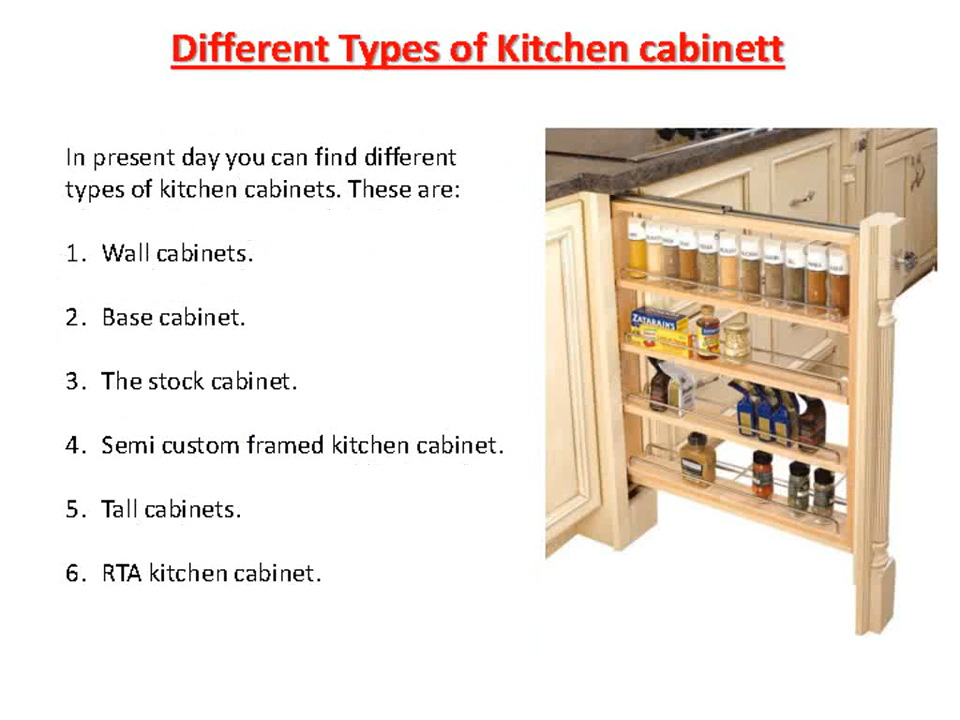 Different Types of Kitchen cabinett
In present day you can find different
types of kitchen cabinets. These are:
1. Wall cabinets.
2. Base cabinet.
3. The stock cabinet.
4. Semi custom framed kitchen cabinet.
5. Tall cabinets.
6. RTA kitchen cabinet.
ZATARAIN'S